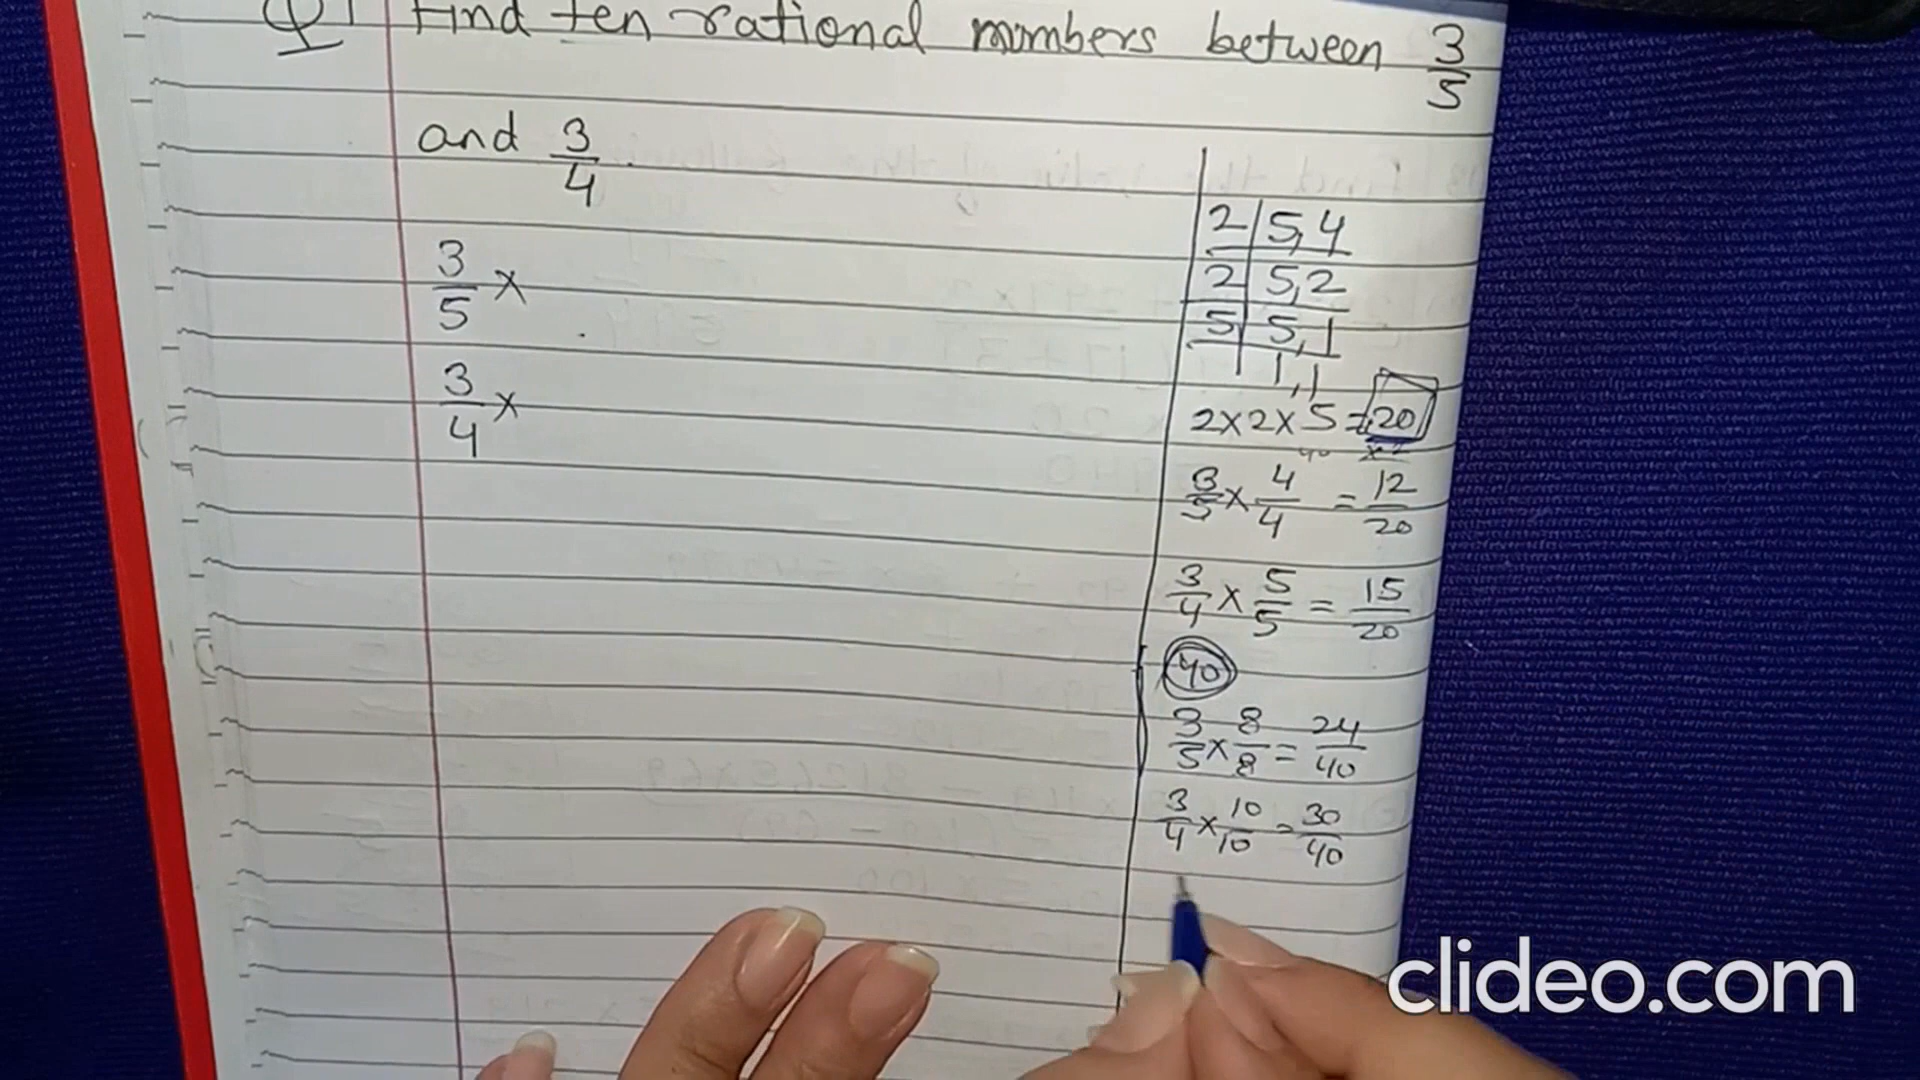 Q1 Find ten rational numbers between 3/5
and 3/4.
3/5 ×
3/4 ×
2 | 5, 4
2 | 5, 2
5 | 5, 1
1, 1
2×2×5 = 20
40 ×2
3/5 × 4/4 = 12/20
3/4 × 5/5 = 15/20
40
3/5 × 8/8 = 24/40
3/4 × 10/10 = 30/40
clideo.com